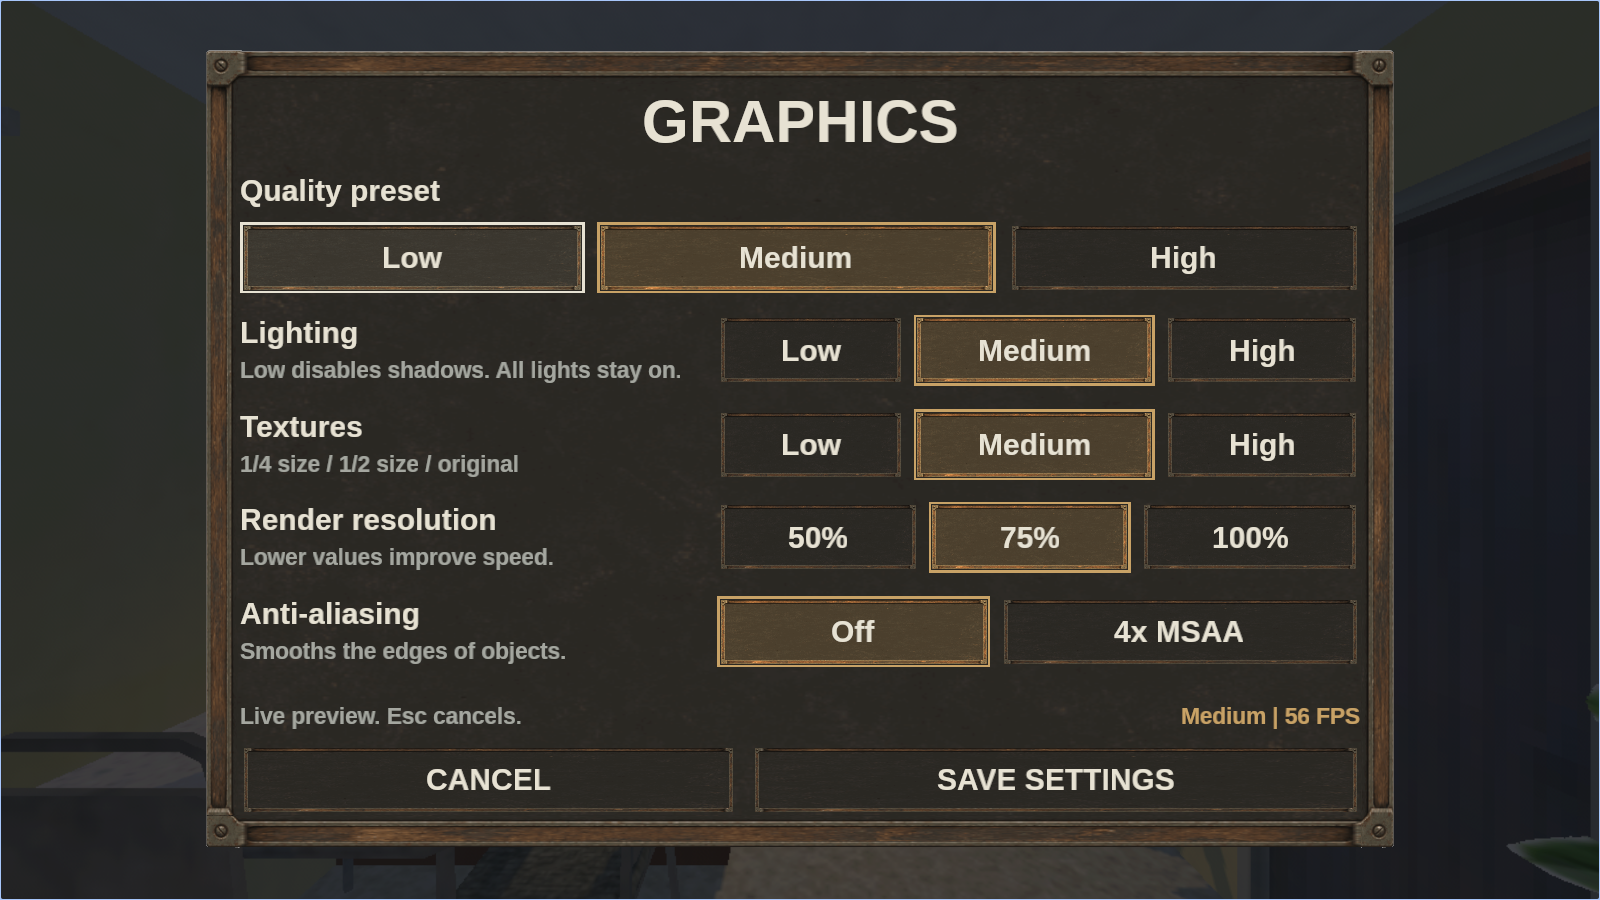 GRAPHICS
Quality preset
Low Medium High
Lighting
Low Medium High
Low disables shadows. All lights stay on.
Textures
Low Medium High
1/4 size / 1/2 size / original
Render resolution
50% 75% 100%
Lower values improve speed.
Anti-aliasing
Off 4x MSAA
Smooths the edges of objects.
Live preview. Esc cancels. Medium | 56 FPS
CANCEL SAVE SETTINGS